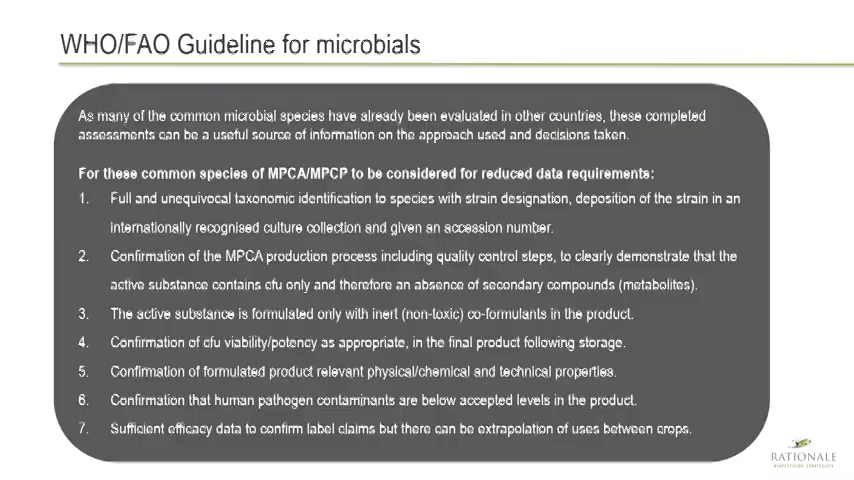 WHO/FAO Guideline for microbials
As many of the common microbial species have already been evaluated in other countries, these completed
assessments can be a useful source of information on the approach used and decisions taken.
For these common species of MPCA/MPCP to be considered for reduced data requirements:
1. Full and unequivocal taxonomic identification to species with strain designation, deposition of the strain in an
internationally recognised culture collection and given an accession number.
2. Confirmation of the MPCA production process including quality control steps, to clearly demonstrate that the
active substance contains cfu only and therefore an absence of secondary compounds (metabolites).
3. The active substance is formulated only with inert (non-toxic) co-formulants in the product.
4. Confirmation of cfu viability/potency as appropriate, in the final product following storage.
5. Confirmation of formulated product relevant physical/chemical and technical properties.
6. Confirmation that human pathogen contaminants are below accepted levels in the product.
7. Sufficient efficacy data to confirm label claims but there can be extrapolation of uses between crops.
RATIONALE
BIOPESTICIDE STRATEGISTS